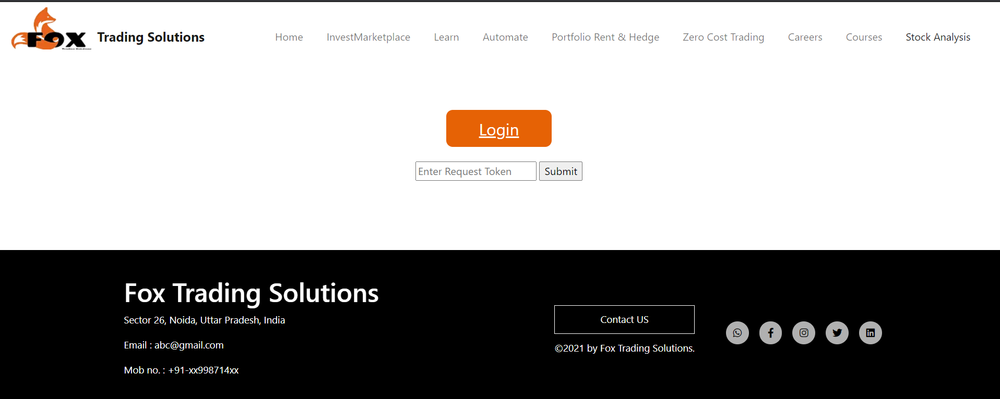 FOX
Trading Solutions
Trading Solutions
Home InvestMarketplace Learn Automate Portfolio Rent & Hedge Zero Cost Trading Careers Courses Stock Analysis
Login
Enter Request Token Submit
Fox Trading Solutions
Sector 26, Noida, Uttar Pradesh, India
Email : abc@gmail.com
Mob no. : +91-xx998714xx
Contact US
©2021 by Fox Trading Solutions.